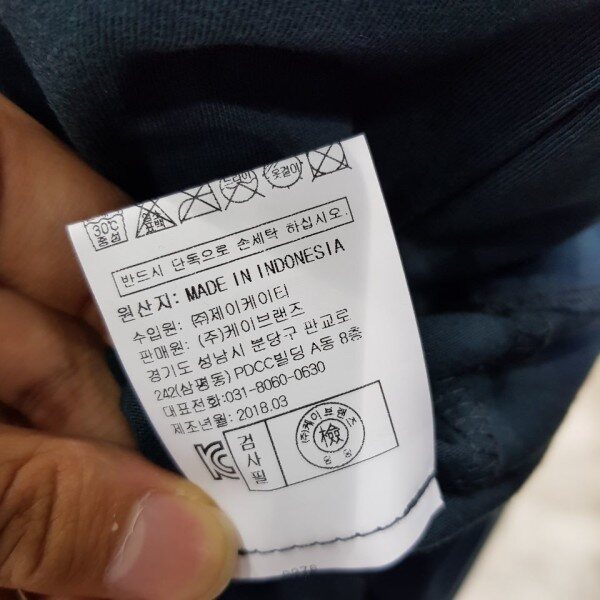 30℃
중성
표백
드라이
옷걸이
반드시 단독으로 손세탁 하십시오.
원산지: MADE IN INDONESIA
수입원: ㈜제이케이티
판매원: (주)케이브랜즈
경기도 성남시 분당구 판교로
242(삼평동) PDCC빌딩 A동 8층
대표전화:031-8060-0630
제조년월: 2018.03
검사필
㈜케이브랜즈
檢